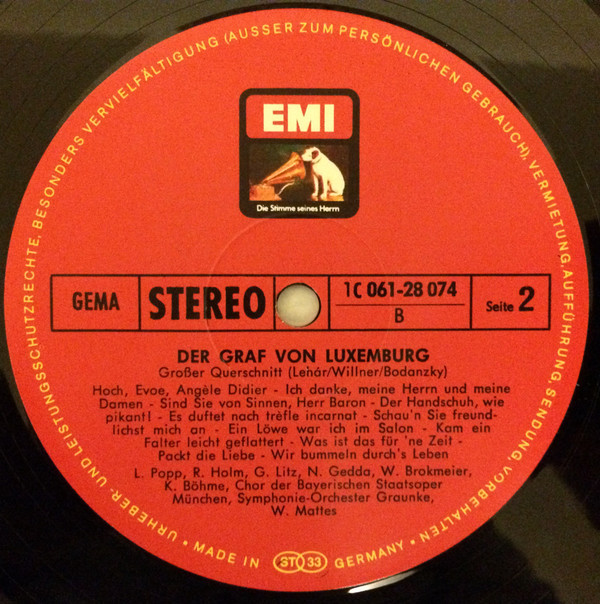 URHEBER- UND LEISTUNGSSCHUTZRECHTE, BESONDERS VERVIELFÄLTIGUNG (AUSSER ZUM PERSÖNLICHEN GEBRAUCH), VERMIETUNG, AUFFÜHRUNG, SENDUNG VORBEHALTEN
EMI
Die Stimme seines Herrn
GEMA
STEREO
1C 061-28 074
B
Seite 2
DER GRAF VON LUXEMBURG
Großer Querschnitt (Lehár/Willner/Bodanzky)
Hoch, Evoe, Angèle Didier - Ich danke, meine Herrn und meine
Damen - Sind Sie von Sinnen, Herr Baron - Der Handschuh, wie
pikant! - Es duftet nach trèfle incarnat - Schau'n Sie freund-
lichst mich an - Ein Löwe war ich im Salon - Kam ein
Falter leicht geflattert - Was ist das für 'ne Zeit -
Packt die Liebe - Wir bummeln durch's Leben
L. Popp, R. Holm, G. Litz, N. Gedda, W. Brokmeier,
K. Böhme, Chor der Bayerischen Staatsoper
München, Symphonie-Orchester Graunke,
W. Mattes
• MADE IN ST 33 GERMANY •